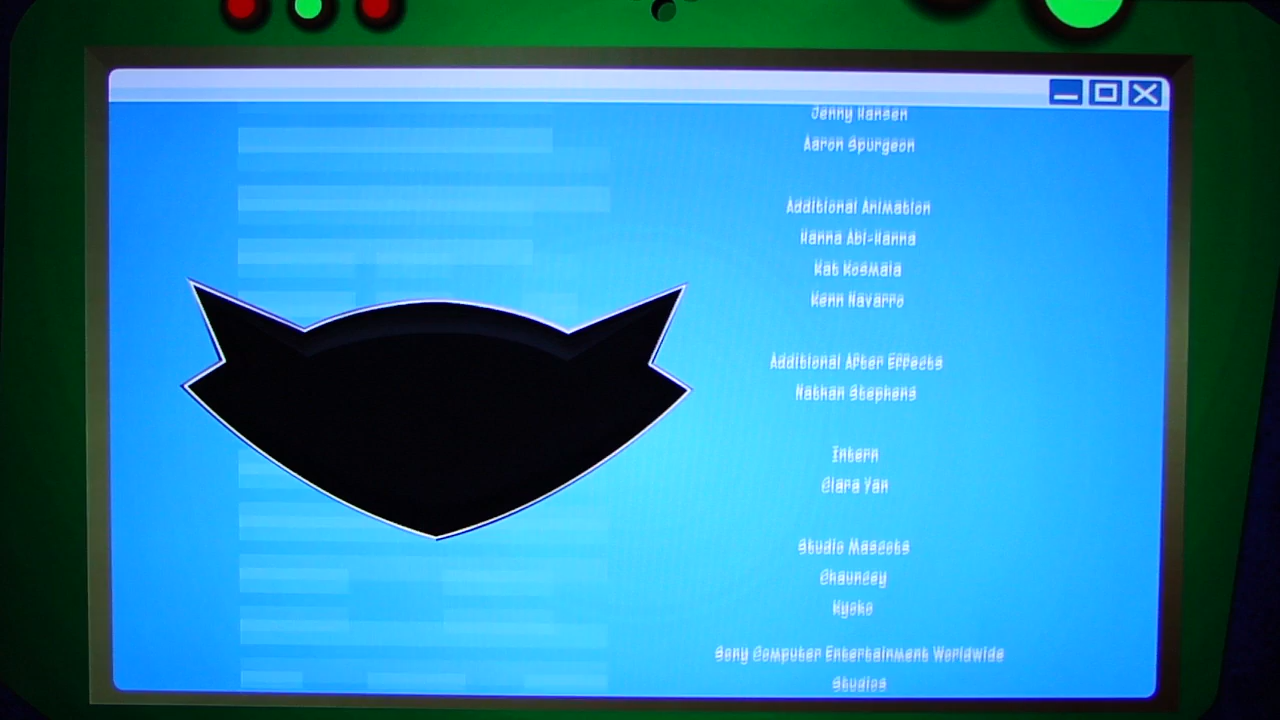 Jenny Hansen
Aaron Spurgeon
Additional Animation
Hanna Abi-Hanna
Kat Kosmala
Kenn Navarro
Additional After Effects
Nathan Stephens
Intern
Clara Yan
Studio Mascots
Chauncey
Kyoko
Sony Computer Entertainment Worldwide
Studios